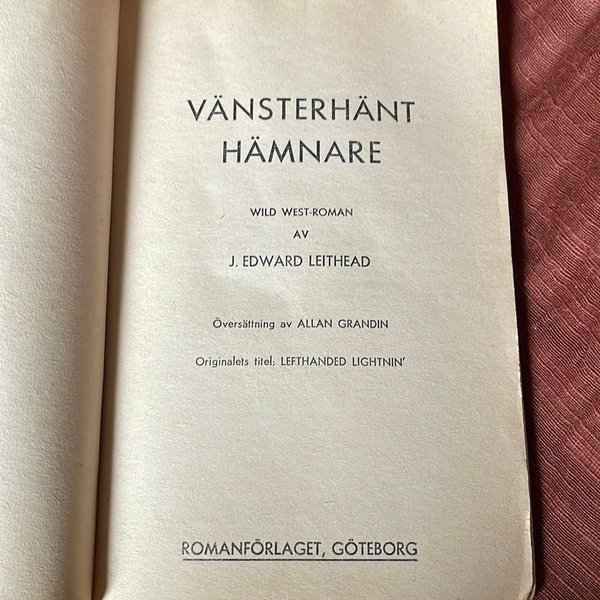 VÄNSTERHÄNT
HÄMNARE
WILD WEST-ROMAN
AV
J. EDWARD LEITHEAD
Översättning av ALLAN GRANDIN
Originalets titel: LEFTHANDED LIGHTNIN'
ROMANFÖRLAGET, GÖTEBORG